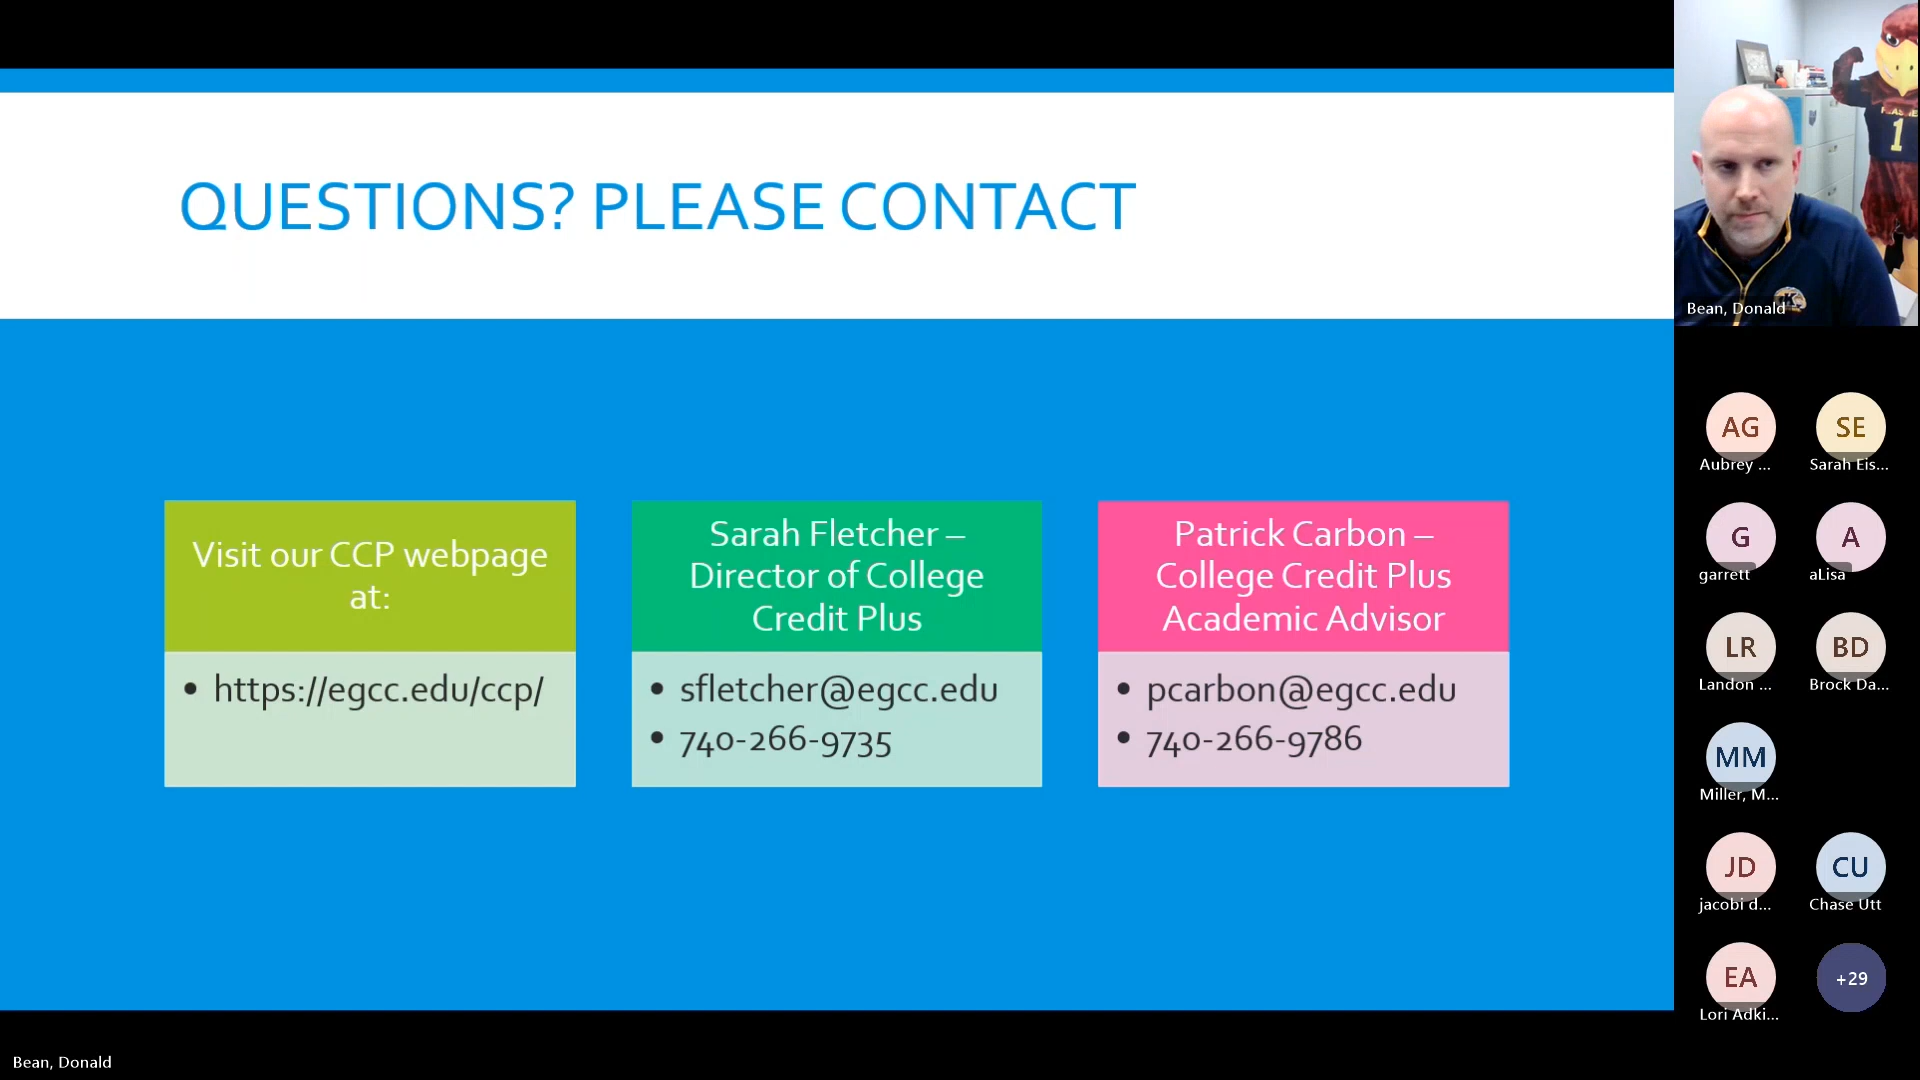 QUESTIONS? PLEASE CONTACT
Visit our CCP webpage
at:
• https://egcc.edu/ccp/
Sarah Fletcher –
Director of College
Credit Plus
• sfletcher@egcc.edu
• 740-266-9735
Patrick Carbon –
College Credit Plus
Academic Advisor
• pcarbon@egcc.edu
• 740-266-9786
1
Bean, Donald
AG
Aubrey ...
SE
Sarah Eis...
G
garrett
A
aLisa
LR
Landon ...
BD
Brock Da...
MM
Miller, M...
JD
jacobi d...
CU
Chase Utt
EA
Lori Adki...
+29
Bean, Donald